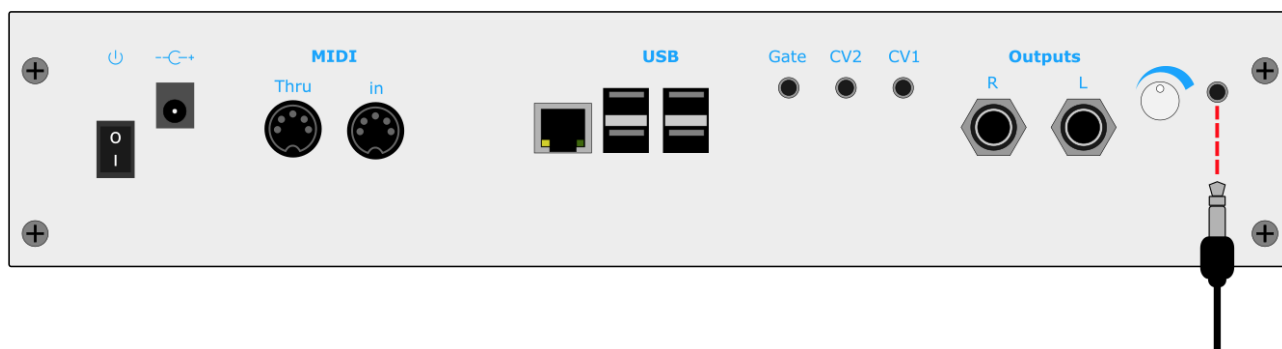 MIDI
USB
Gate CV2 CV1
Outputs
Thru in
R L
O
I